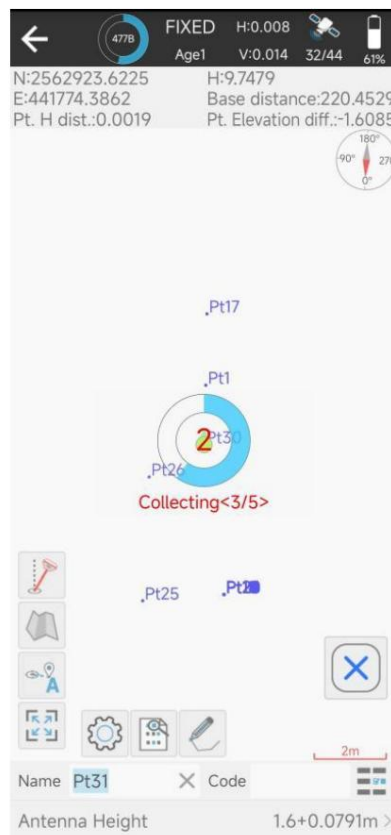 477B FIXED H:0.008
Age1 V:0.014 32/44 61%
N:2562923.6225 H:9.7479
E:441774.3862 Base distance:220.4529
Pt. H dist.:0.0019 Pt. Elevation diff.:-1.6085
180°
-90° 270
0°
Pt17
Pt1
2 Pt30
Pt26
Collecting<3/5>
Pt25
A
2m
Name Pt31 Code
Antenna Height 1.6+0.0791m